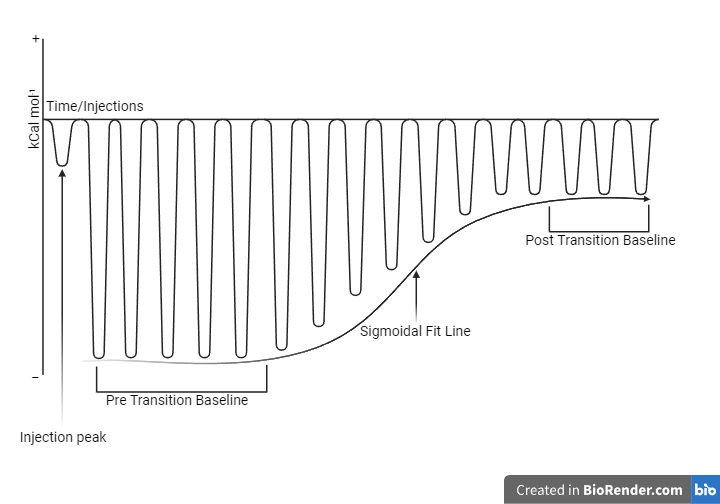 +
kCal mol⁻¹
Time/Injections
Post Transition Baseline
Sigmoidal Fit Line
−
Pre Transition Baseline
Injection peak
Created in BioRender.com bio